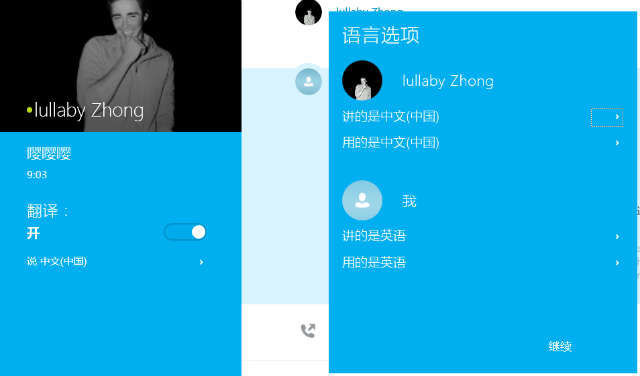 lullaby Zhong
嘤嘤嘤
9:03
翻译：
开
说 中文(中国)
lullaby Zhong
语言选项
lullaby Zhong
讲的是中文(中国)
用的是中文(中国)
我
讲的是英语
用的是英语
继续